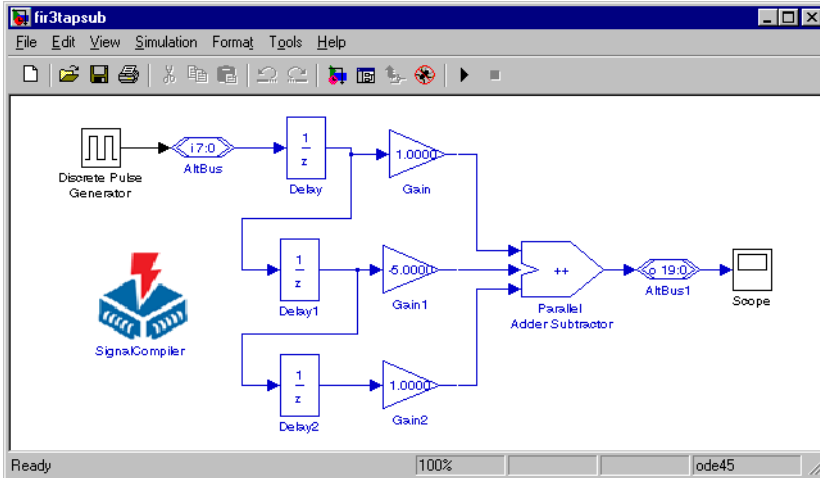 fir3tapsub
File Edit View Simulation Format Tools Help
i 7:0
AltBus
Discrete Pulse
Generator
1
z
Delay
1.0000
Gain
1
z
Delay1
-5.0000
Gain1
++
Parallel
Adder Subtractor
o 19:0
AltBus1
Scope
SignalCompiler
1
z
Delay2
1.0000
Gain2
Ready 100% ode45